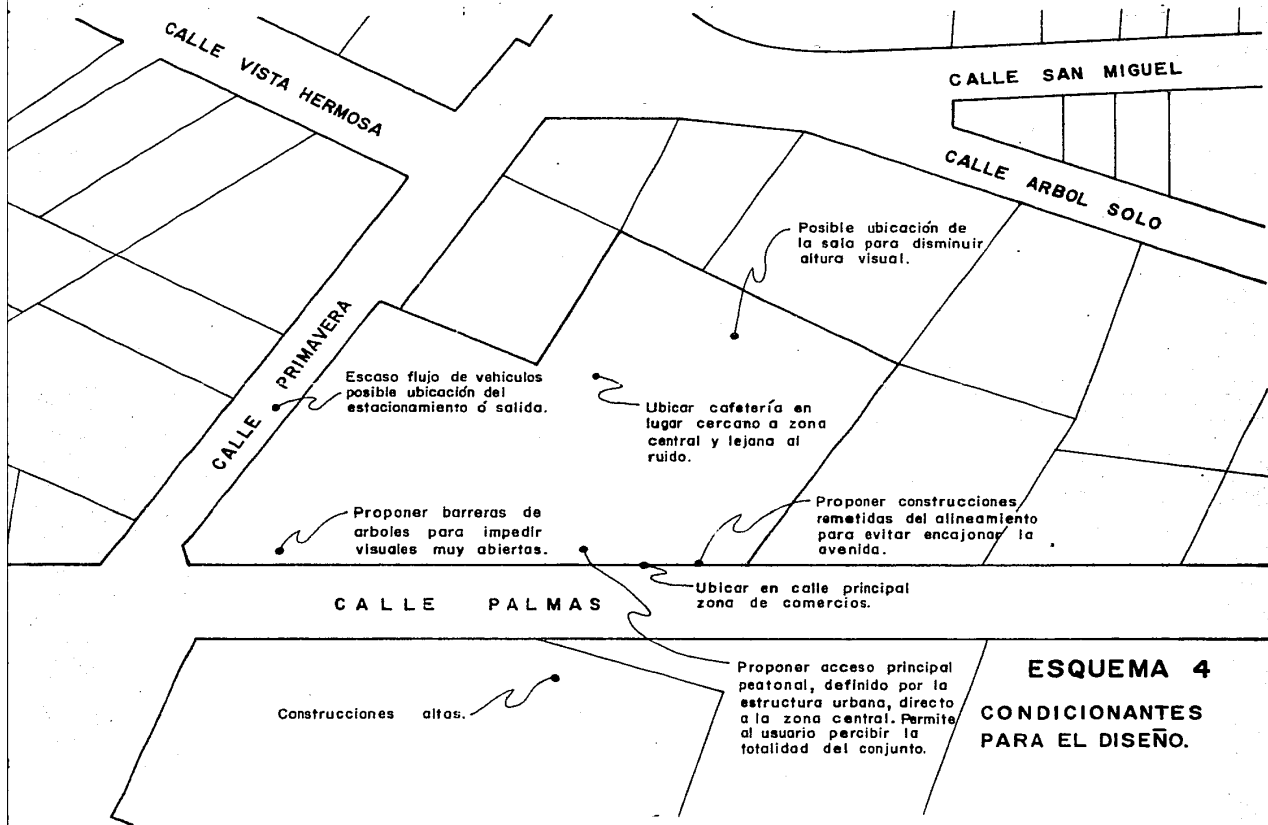 CALLE VISTA HERMOSA
CALLE SAN MIGUEL
CALLE ARBOL SOLO
Posible ubicación de
la sala para disminuir
altura visual.
CALLE PRIMAVERA
Escaso flujo de vehículos
posible ubicación del
estacionamiento ó salida.
Ubicar cafetería en
lugar cercano a zona
central y lejana al
ruido.
Proponer barreras de
arboles para impedir
visuales muy abiertas.
Proponer construcciones
remetidas del alineamiento
para evitar encajonar la
avenida.
Ubicar en calle principal
zona de comercios.
CALLE PALMAS
Proponer acceso principal
peatonal, definido por la
estructura urbana, directo
a la zona central. Permite
al usuario percibir la
totalidad del conjunto.
Construcciones altas.
ESQUEMA 4
CONDICIONANTES
PARA EL DISEÑO.